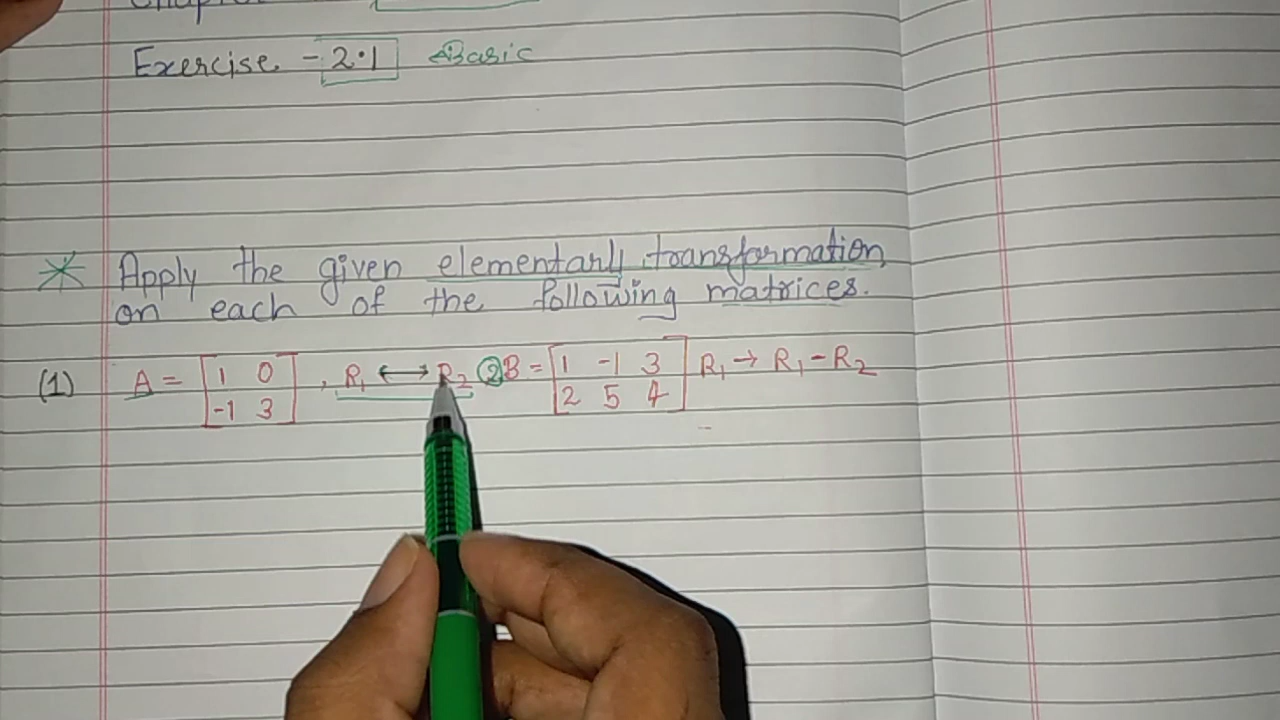 Exercise - 2.1 Basic
Apply the given elementary transformation
on each of the following matrices.
(1) A = [1 0 -1 3], R₁ ↔ R₂ ② B = [1 -1 3 2 5 4] R₁ → R₁ - R₂